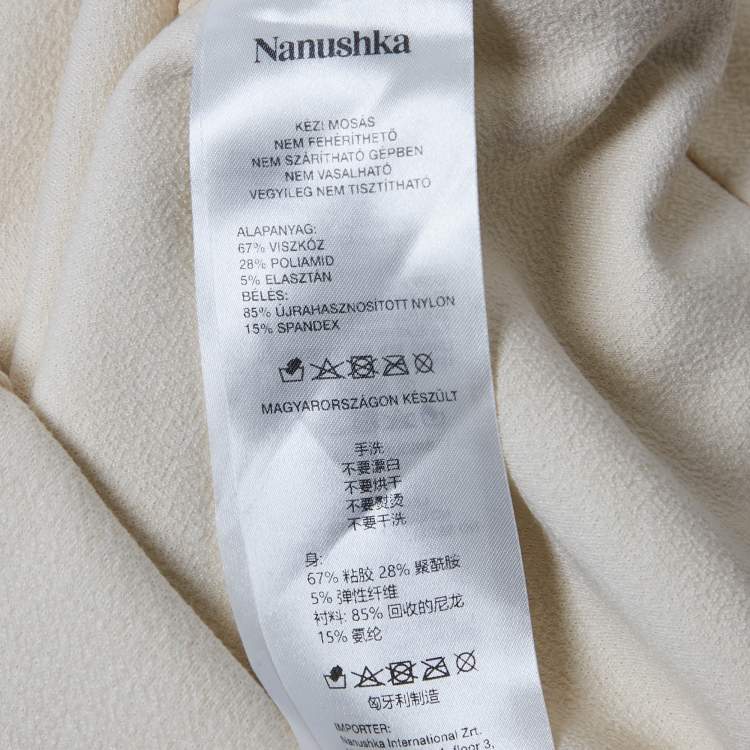 Nanushka
KÉZI MOSÁS
NEM FEHÉRÍTHETŐ
NEM SZÁRÍTHATÓ GÉPBEN
NEM VASALHATÓ
VEGYILEG NEM TISZTÍTHATÓ
ALAPANYAG:
67% VISZKÓZ
28% POLIAMID
5% ELASZTÁN
BÉLÉS:
85% ÚJRAHASZNOSÍTOTT NYLON
15% SPANDEX
MAGYARORSZÁGON KÉSZÜLT
手洗
不要漂白
不要烘干
不要熨烫
不要干洗
身:
67% 粘胶 28% 聚酰胺
5% 弹性纤维
衬料: 85% 回收的尼龙
15% 氨纶
匈牙利制造
IMPORTER:
Nanushka International Zrt.
floor 3,